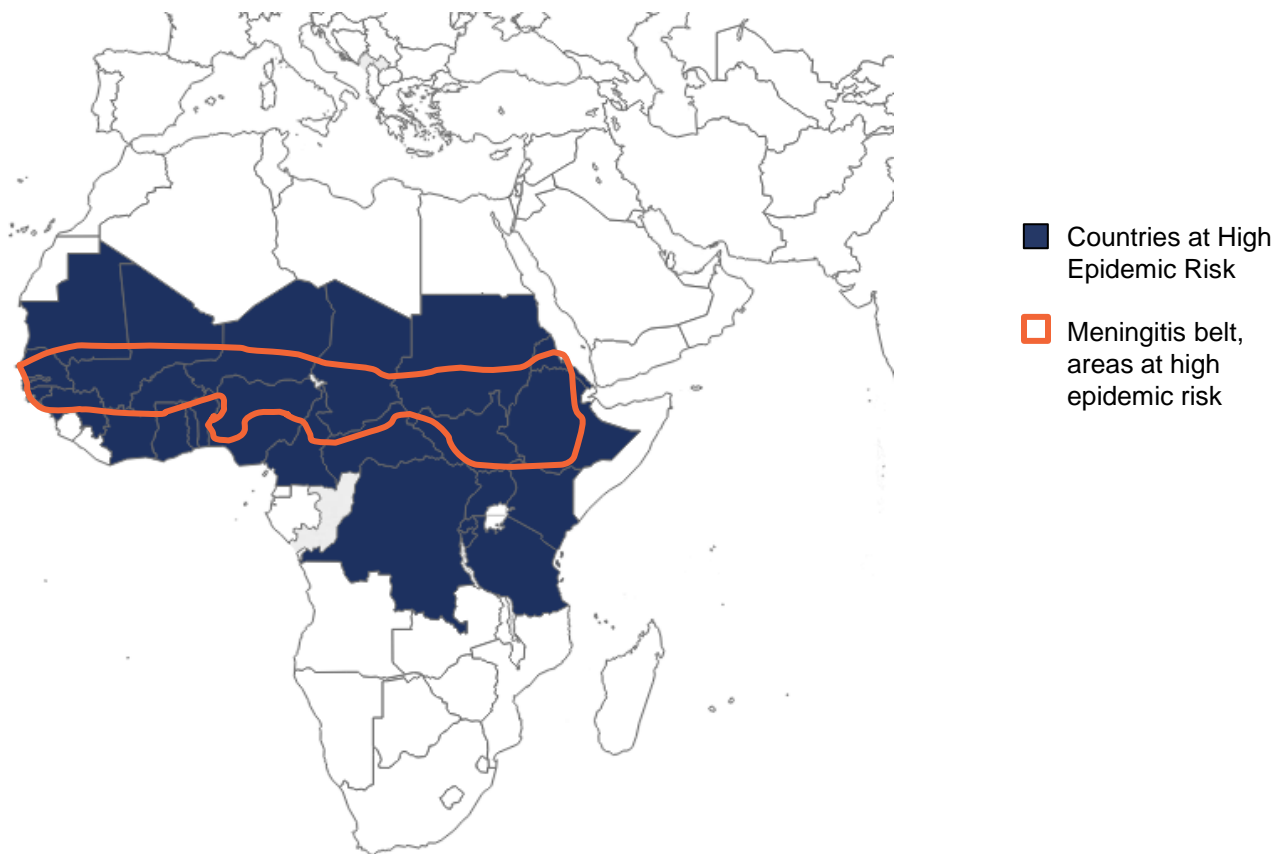 Countries at High
Epidemic Risk
Meningitis belt,
areas at high
epidemic risk